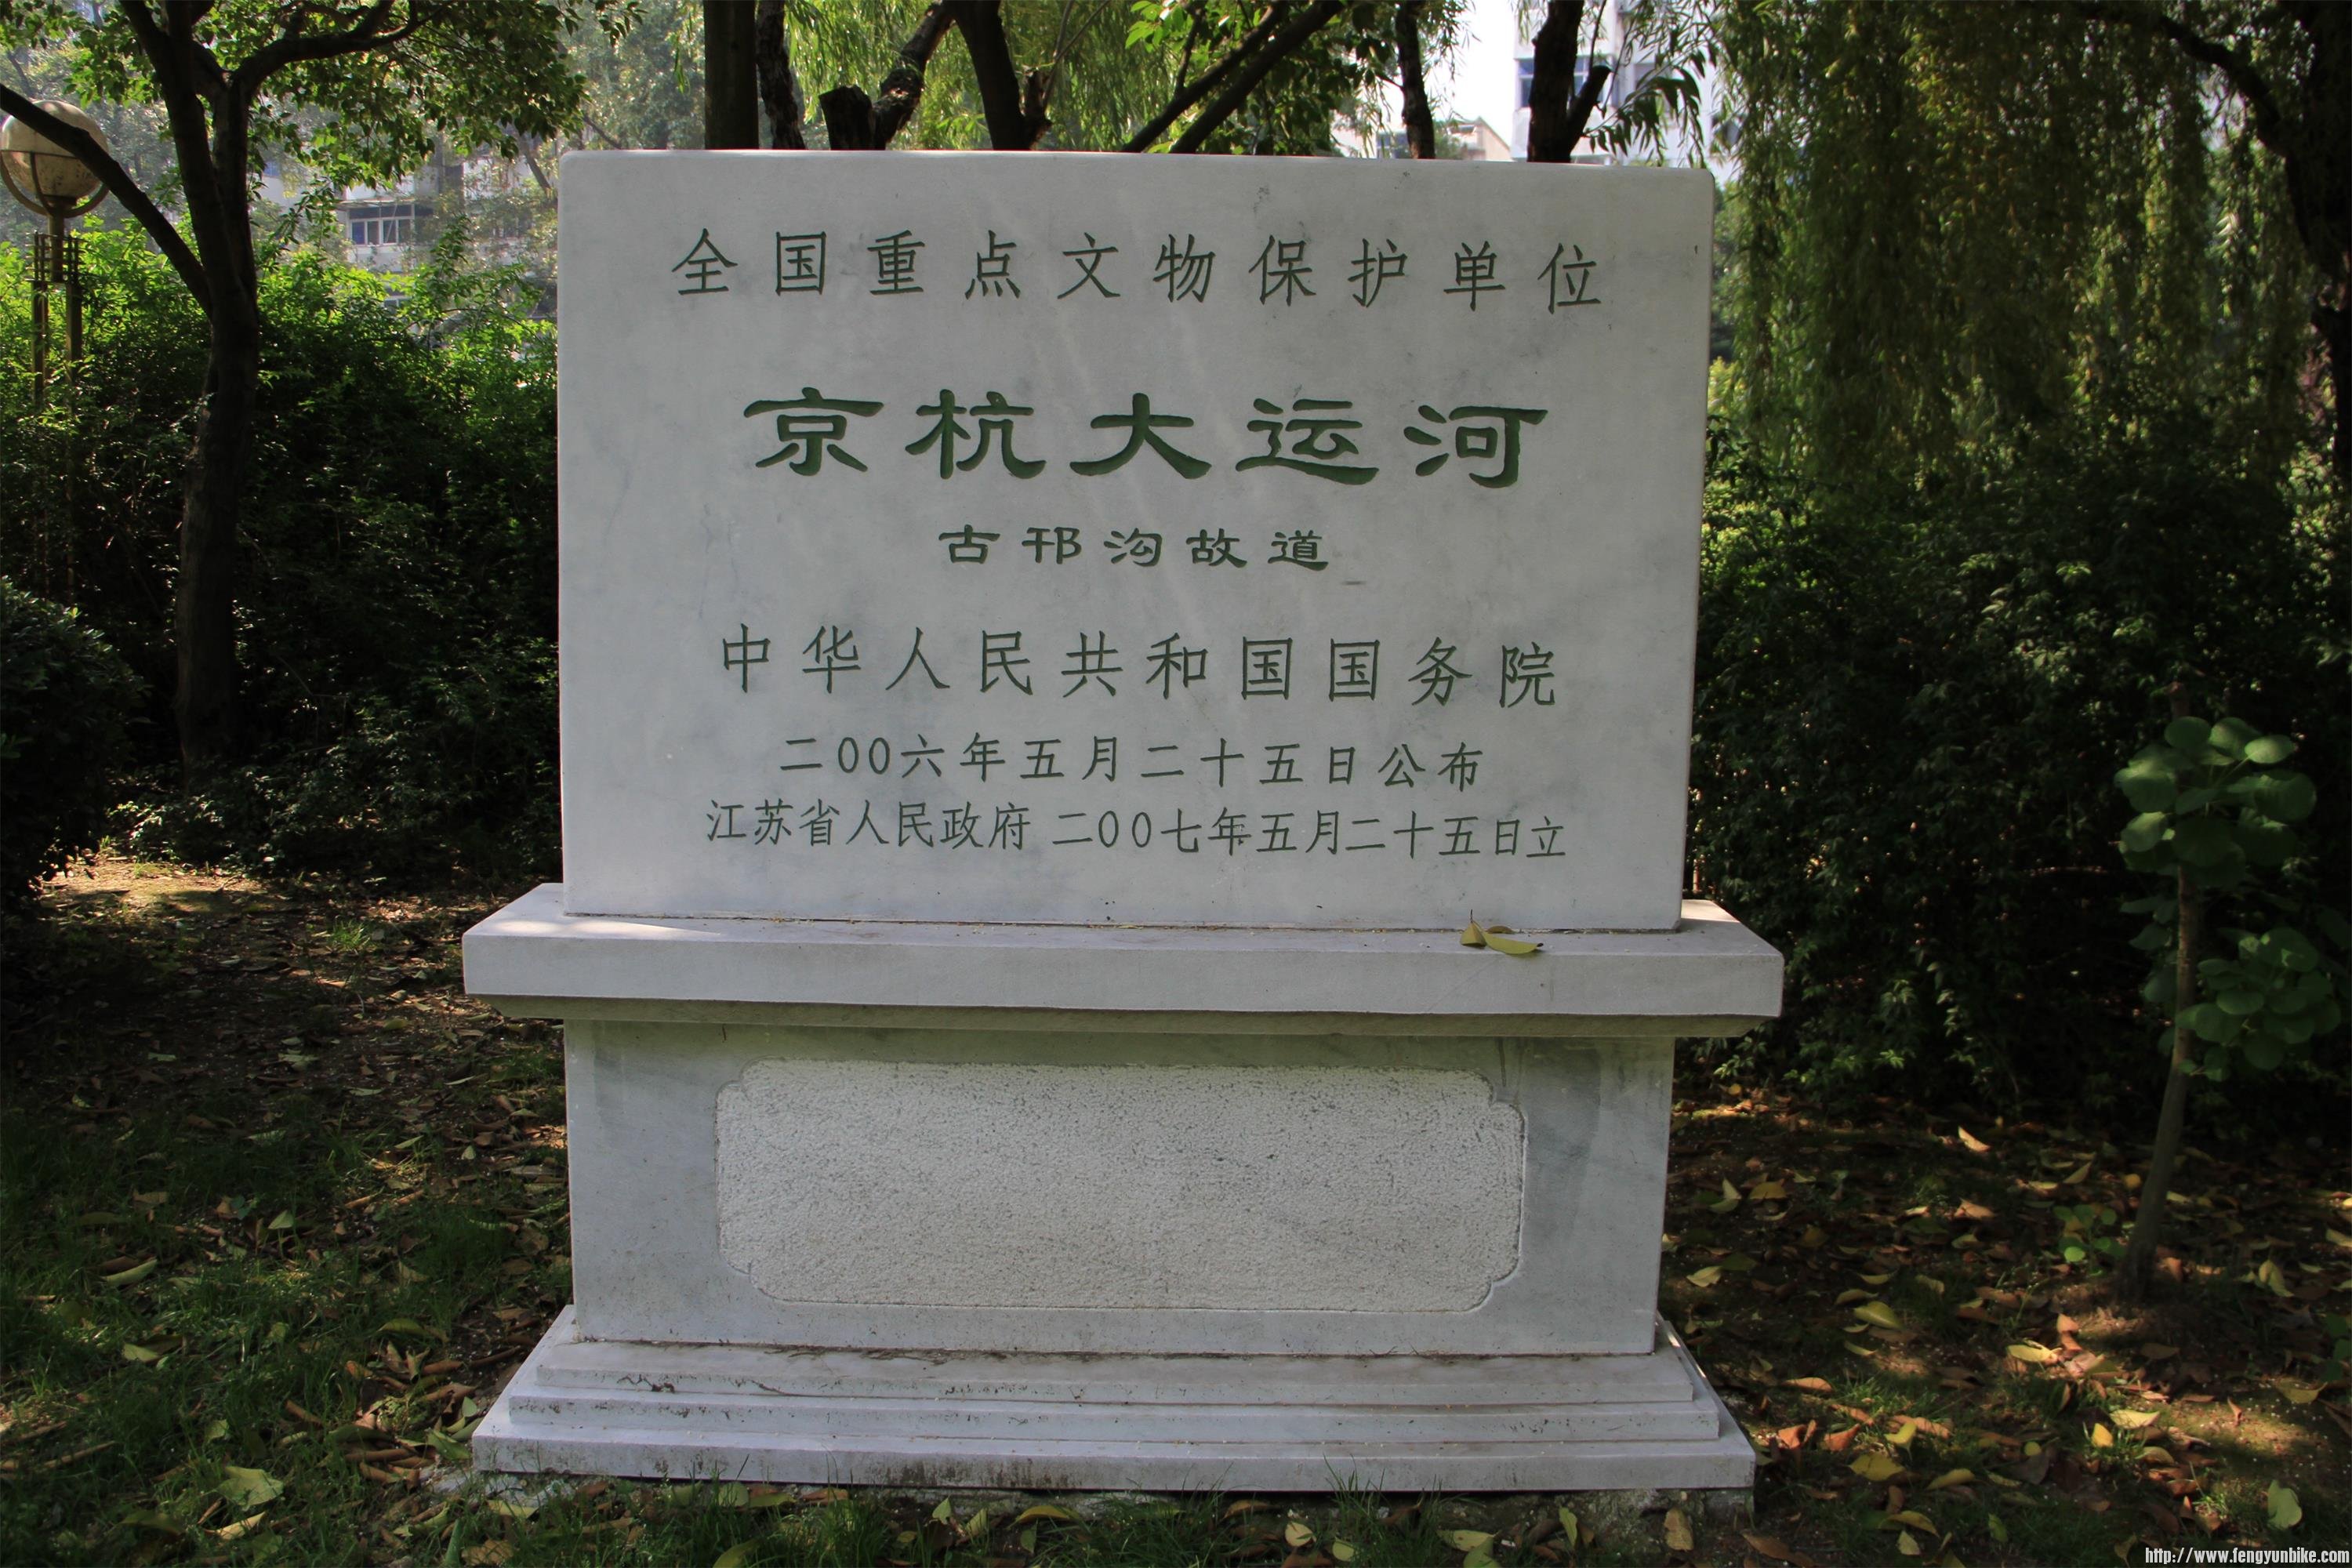 全国重点文物保护单位
京杭大运河
古邗沟故道
中华人民共和国国务院
二00六年五月二十五日公布
江苏省人民政府 二00七年五月二十五日立
http://www.fengyunbike.com